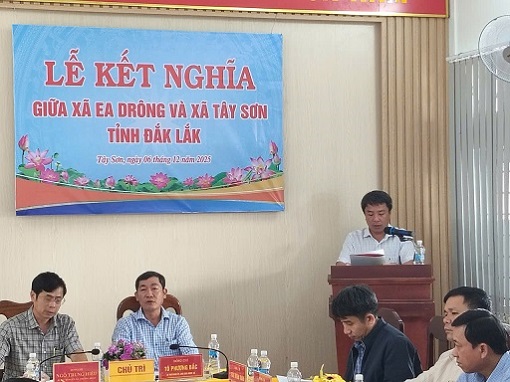 LỄ KẾT NGHĨA
GIỮA XÃ EA DRÔNG VÀ XÃ TÂY SƠN
TỈNH ĐẮK LẮK
Tây Sơn, ngày 06 tháng 12 năm 2025
CHỦ TRÌ
TÔ PHƯƠNG BẮC